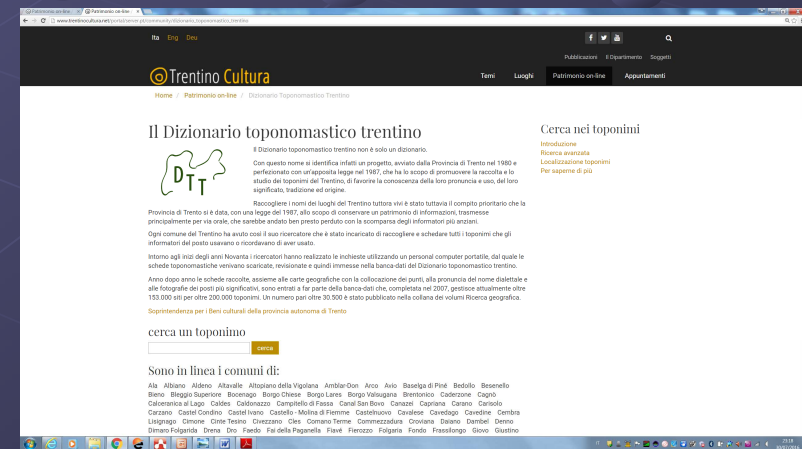 Patrimonio on-line
Patrimonio on-line
www.trentinocultura.net/portal/server.pt/community/dizionario_toponomastico_trentino
Ita Eng Deu
Pubblicazioni Il Dipartimento Soggetti
Trentino Cultura
Temi Luoghi Patrimonio on-line Appuntamenti
Home / Patrimonio on-line / Dizionario Toponomastico Trentino
Il Dizionario toponomastico trentino
DTT
Il Dizionario toponomastico trentino non è solo un dizionario.
Con questo nome si identifica infatti un progetto, avviato dalla Provincia di Trento nel 1980 e
perfezionato con un'apposita legge nel 1987, che ha lo scopo di promuovere la raccolta e lo
studio dei toponimi del Trentino, di favorire la conoscenza della loro pronuncia e uso, del loro
significato, tradizione ed origine.
Raccogliere i nomi dei luoghi del Trentino tuttora vivi è stato tuttavia il compito prioritario che la
Provincia di Trento si è data, con una legge del 1987, allo scopo di conservare un patrimonio di informazioni, trasmesse
principalmente per via orale, che sarebbe andato ben presto perduto con la scomparsa degli informatori più anziani.
Ogni comune del Trentino ha avuto così il suo ricercatore che è stato incaricato di raccogliere e schedare tutti i toponimi che gli
informatori del posto usavano o ricordavano di aver usato.
Intorno agli inizi degli anni Novanta i ricercatori hanno realizzato le inchieste utilizzando un personal computer portatile, dal quale le
schede toponomastiche venivano scaricate, revisionate e quindi immesse nella banca-dati del Dizionario toponomastico trentino.
Anno dopo anno le schede raccolte, assieme alle carte geografiche con la collocazione dei punti, alla pronuncia del nome dialettale e
alle fotografie dei posti più significativi, sono entrati a far parte della banca-dati che, completata nel 2007, gestisce attualmente oltre
153.000 siti per oltre 200.000 toponimi. Un numero pari oltre 30.500 è stato pubblicato nella collana dei volumi Ricerca geografica.
Soprintendenza per i Beni culturali della provincia autonoma di Trento
cerca un toponimo
cerca
Sono in linea i comuni di:
Ala Albiano Aldeno Altavalle Altopiano della Vigolana Amblar-Don Arco Avio Baselga di Piné Bedollo Besenello
Bieno Bleggio Superiore Bocenago Borgo Chiese Borgo Lares Borgo Valsugana Brentonico Caderzone Cagnò
Calceranica al Lago Caldes Caldonazzo Campitello di Fassa Canal San Bovo Canazei Capriana Carano Carisolo
Carzano Castel Condino Castel Ivano Castello - Molina di Fiemme Castelnuovo Cavalese Cavedago Cavedine Cembra
Lisignago Cimone Cinte Tesino Civezzano Cles Comano Terme Commezzadura Croviana Daiano Dambel Denno
Dimaro Folgarida Drena Dro Faedo Fai della Paganella Fiavé Fierozzo Folgaria Fondo Frassilongo Giovo Giustino
Cerca nei toponimi
Introduzione
Ricerca avanzata
Localizzazione toponimi
Per saperne di più
IT
23:18